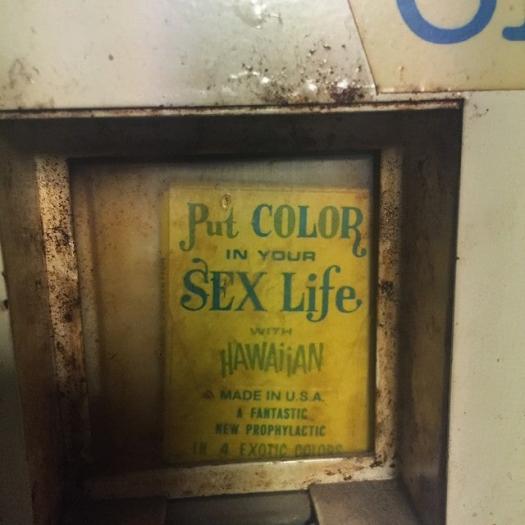 Put COLOR
IN YOUR
SEX Life
WITH
HAWAiiAN
MADE IN U.S.A.
A FANTASTIC
NEW PROPHYLACTIC
IN 4 EXOTIC COLORS